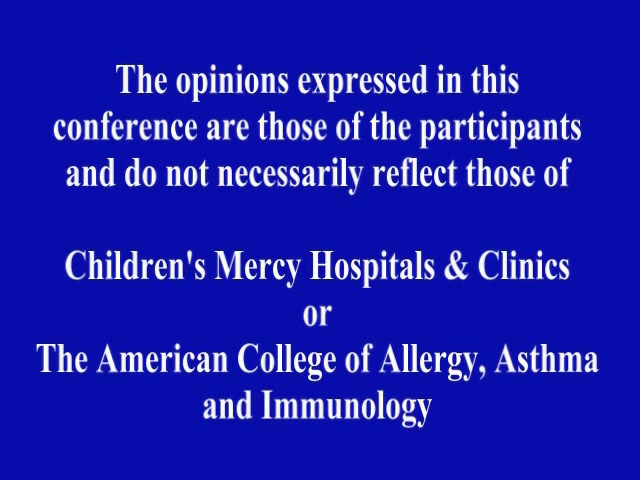 The opinions expressed in this
conference are those of the participants
and do not necessarily reflect those of
Children's Mercy Hospitals & Clinics
or
The American College of Allergy, Asthma
and Immunology